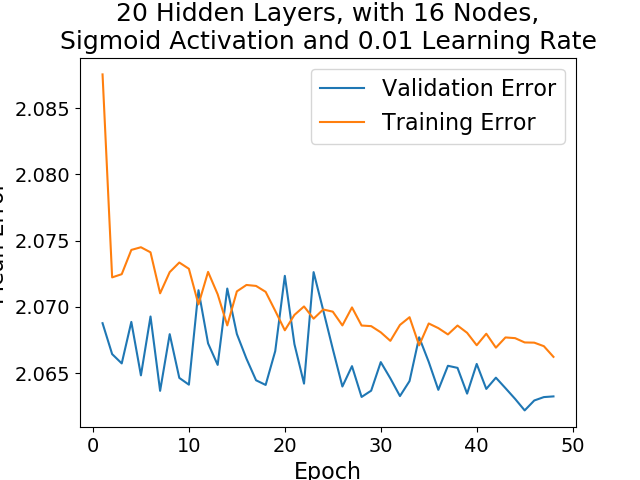 20 Hidden Layers, with 16 Nodes,
Sigmoid Activation and 0.01 Learning Rate
Validation Error
Training Error
2.085
2.080
2.075
2.070
2.065
0 10 20 30 40 50
Epoch